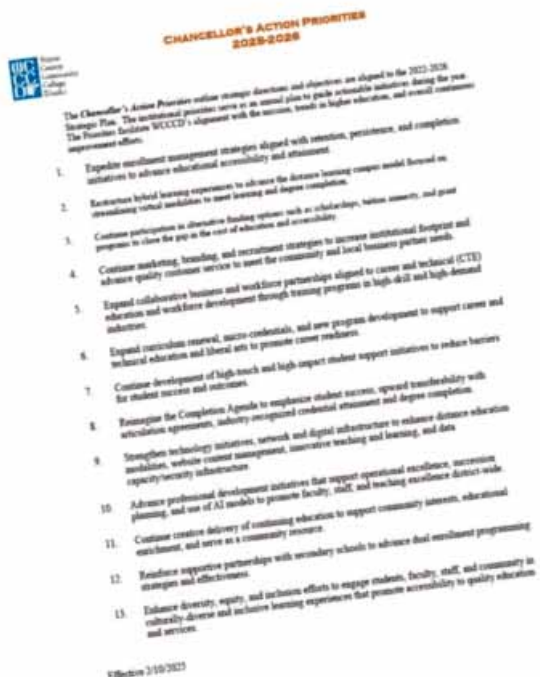 CHANCELLOR'S ACTION PRIORITIES
2025-2026
Wayne
County
Community
College
District
The Chancellor's Action Priorities outline strategic directions and objectives are aligned to the 2022-2026
Strategic Plan. The institutional priorities serve as an annual plan to guide actionable initiatives during the year.
The Priorities facilitate WCCCD's alignment with the mission, trends in higher education, and overall continuous
improvement efforts.
1. Expedite enrollment management strategies aligned with retention, persistence, and completion
initiatives to advance educational accessibility and attainment.
2. Restructure hybrid learning experiences to advance the distance learning campus model focused on
streamlining virtual modalities to meet learning and degree completion.
3. Continue participation in alternative funding options such as scholarships, tuition amnesty, and grant
programs to close the gap in the cost of education and accessibility.
4. Continue marketing, branding, and recruitment strategies to increase institutional footprint and
advance quality customer service to meet the community and local business partner needs.
5. Expand collaborative business and workforce partnerships aligned to career and technical (CTE)
education and workforce development through training programs in high-skill and high-demand
industries.
6. Expand curriculum renewal, micro-credentials, and new program development to support career and
technical education and liberal arts to promote career readiness.
7. Continue development of high-touch and high-impact student support initiatives to reduce barriers
for student success and outcomes.
8. Reimagine the Completion Agenda to emphasize student success, upward transferability with
articulation agreements, industry-recognized credential attainment and degree completion.
9. Strengthen technology initiatives, network and digital infrastructure to enhance distance education
modalities, website content management, innovative teaching and learning, and data
capacity/security infrastructure.
10. Advance professional development initiatives that support operational excellence, succession
planning, and use of AI models to promote faculty, staff, and teaching excellence district-wide.
11. Continue creative delivery of continuing education to support community interests, educational
enrichment, and serve as a community resource.
12. Reinforce supportive partnerships with secondary schools to advance dual enrollment programming
strategies and effectiveness.
13. Enhance diversity, equity, and inclusion efforts to engage students, faculty, staff, and community in
culturally-diverse and inclusive learning experiences that promote accessibility to quality education
and services.
Effective 2/10/2025